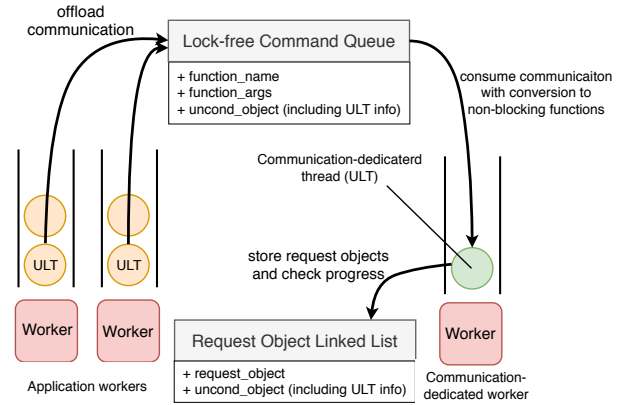 offload
communication
Lock-free Command Queue
+ function_name
+ function_args
+ uncond_object (including ULT info)
consume communicaiton
with conversion to
non-blocking functions
Communication-dedicaterd
thread (ULT)
ULT
ULT
store request objects
and check progress
Worker
Worker
Worker
Request Object Linked List
+ request_object
+ uncond_object (including ULT info)
Application workers
Communication-
dedicated worker